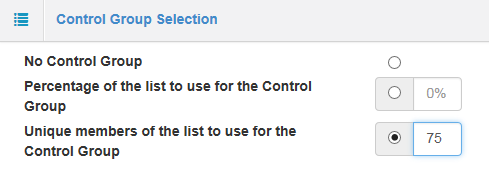 Control Group Selection
No Control Group
Percentage of the list to use for the Control
Group
0%
Unique members of the list to use for the
Control Group
75